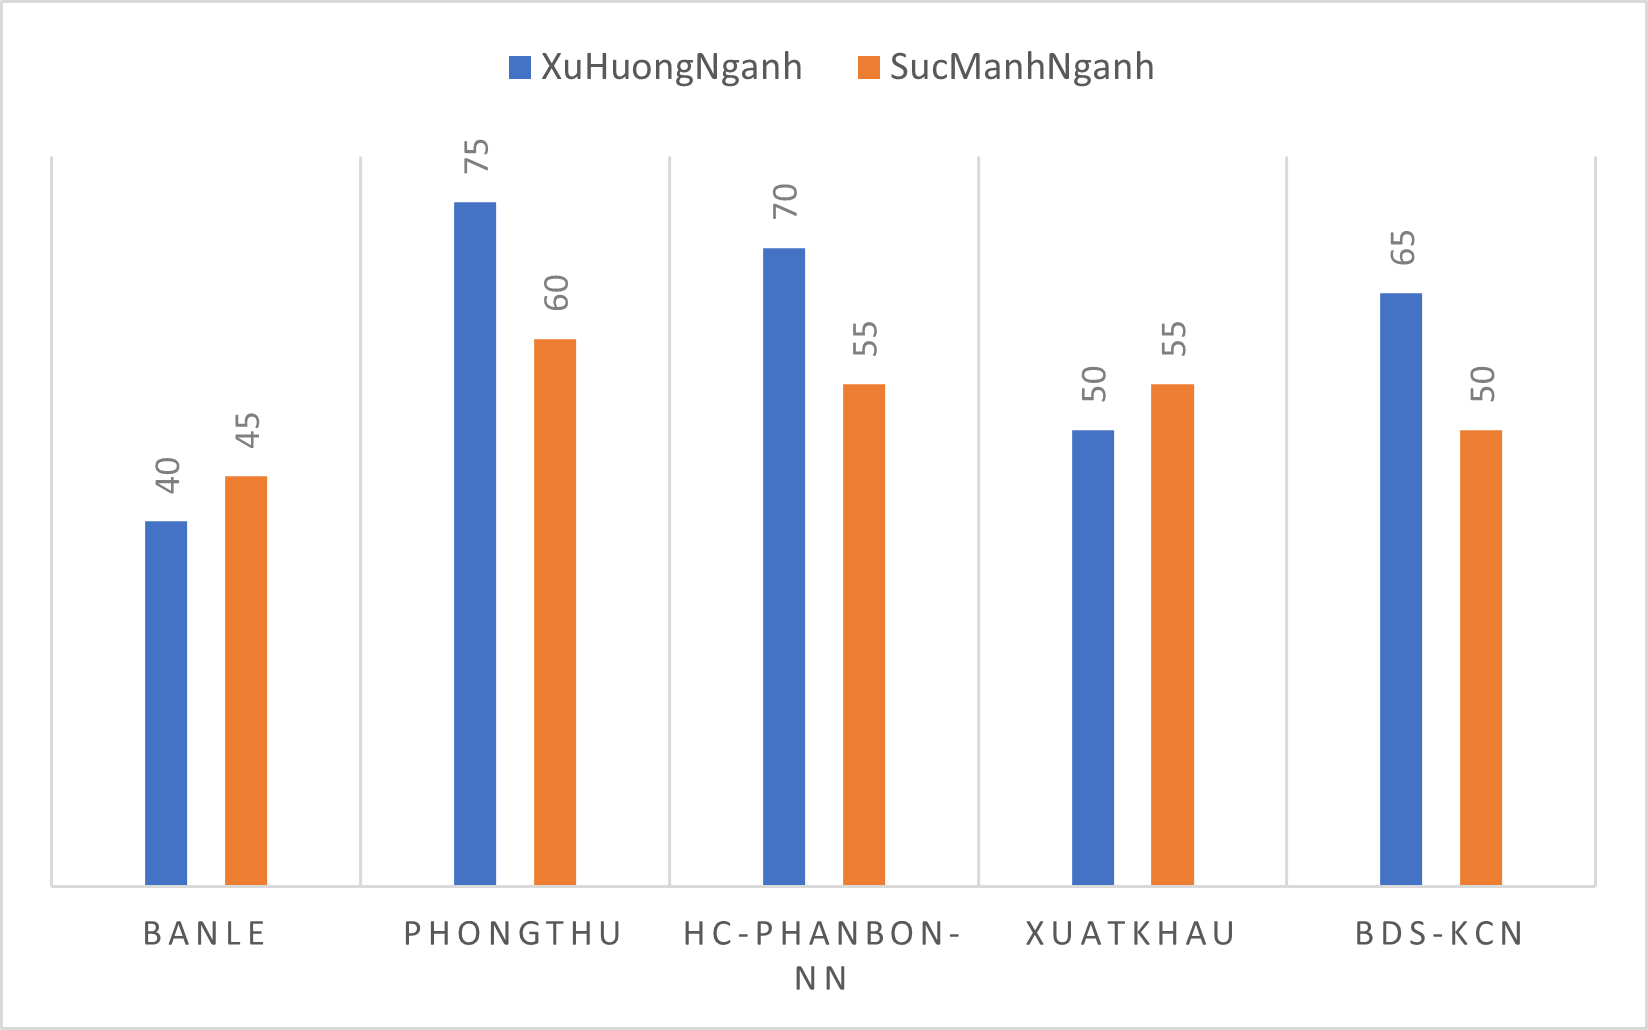 XuHuongNganh SucManhNganh
40 45 75 60 70 55 50 55 65 50
BANLE PHONGTHU HC-PHANBON-NN XUATKHAU BDS-KCN